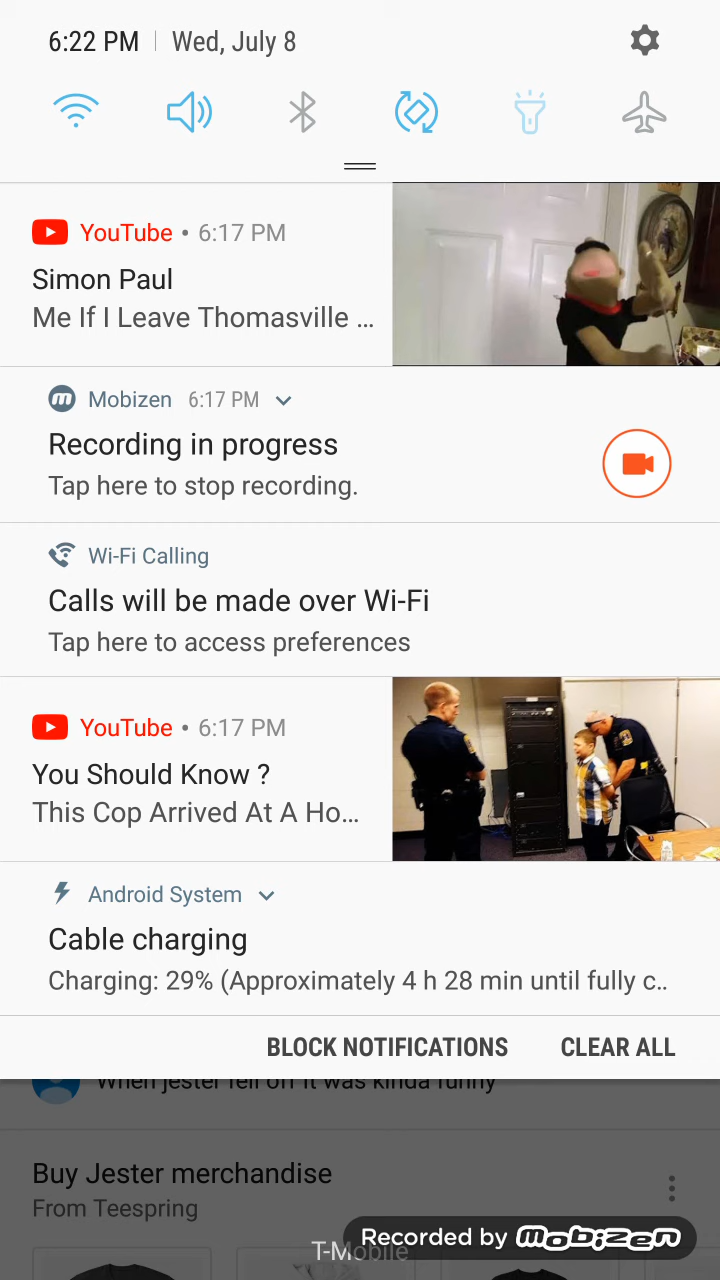 6:22 PM | Wed, July 8
YouTube • 6:17 PM
Simon Paul
Me If I Leave Thomasville ...
m Mobizen 6:17 PM
Recording in progress
Tap here to stop recording.
Wi-Fi Calling
Calls will be made over Wi-Fi
Tap here to access preferences
YouTube • 6:17 PM
You Should Know ?
This Cop Arrived At A Ho...
Android System
Cable charging
Charging: 29% (Approximately 4 h 28 min until fully c..
BLOCK NOTIFICATIONS CLEAR ALL
When jester fell off it was kinda funny
Buy Jester merchandise
From Teespring
T-Mobile
Recorded by mobizen